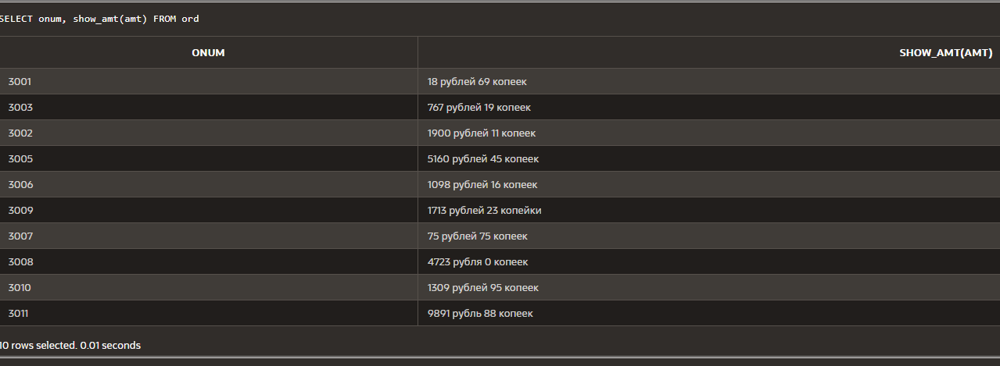 SELECT onum, show_amt(amt) FROM ord
ONUM SHOW_AMT(AMT)
3001 18 рублей 69 копеек
3003 767 рублей 19 копеек
3002 1900 рублей 11 копеек
3005 5160 рублей 45 копеек
3006 1098 рублей 16 копеек
3009 1713 рублей 23 копейки
3007 75 рублей 75 копеек
3008 4723 рубля 0 копеек
3010 1309 рублей 95 копеек
3011 9891 рубль 88 копеек
10 rows selected. 0.01 seconds